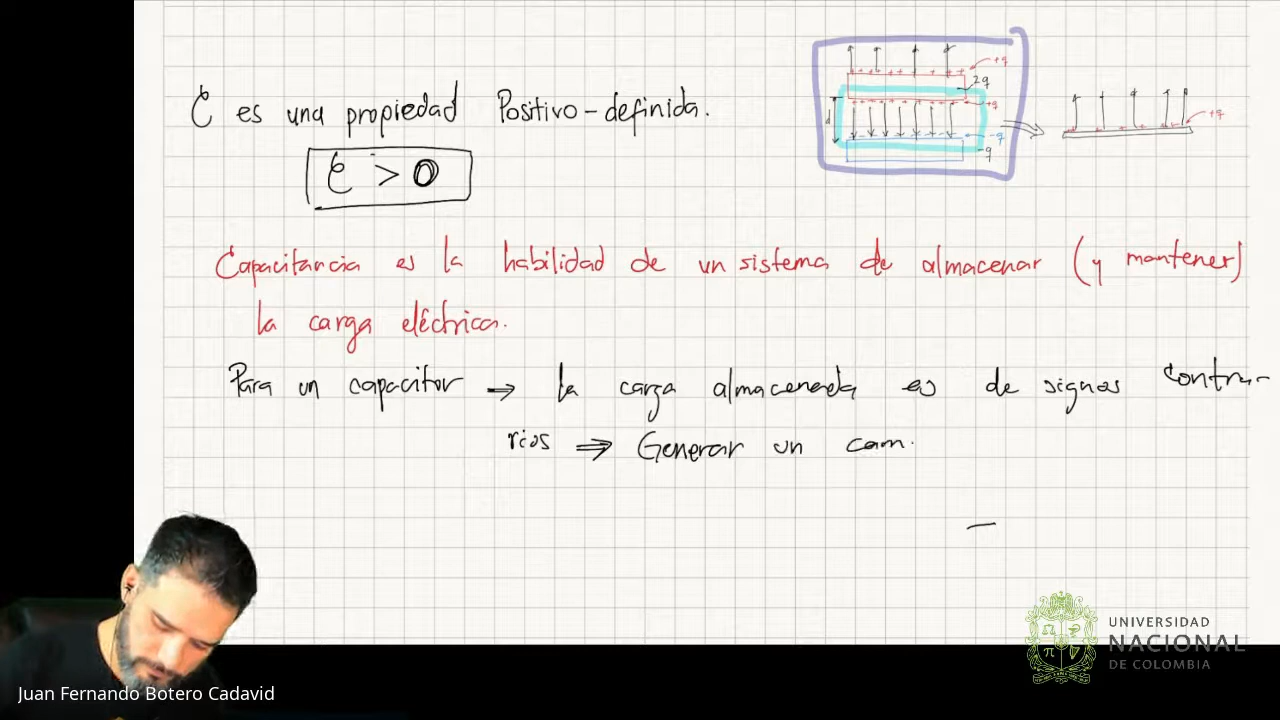 C es una propiedad Positivo-definida.
C > 0
+q
2q
+q
d
-q
-q
+q
Capacitancia es la habilidad de un sistema de almacenar (y mantener)
la carga eléctrica.
Para un capacitor → la carga almacenada es de signos contra-
rios ⇒ Generar un cam.
UNIVERSIDAD
NACIONAL
DE COLOMBIA
Juan Fernando Botero Cadavid